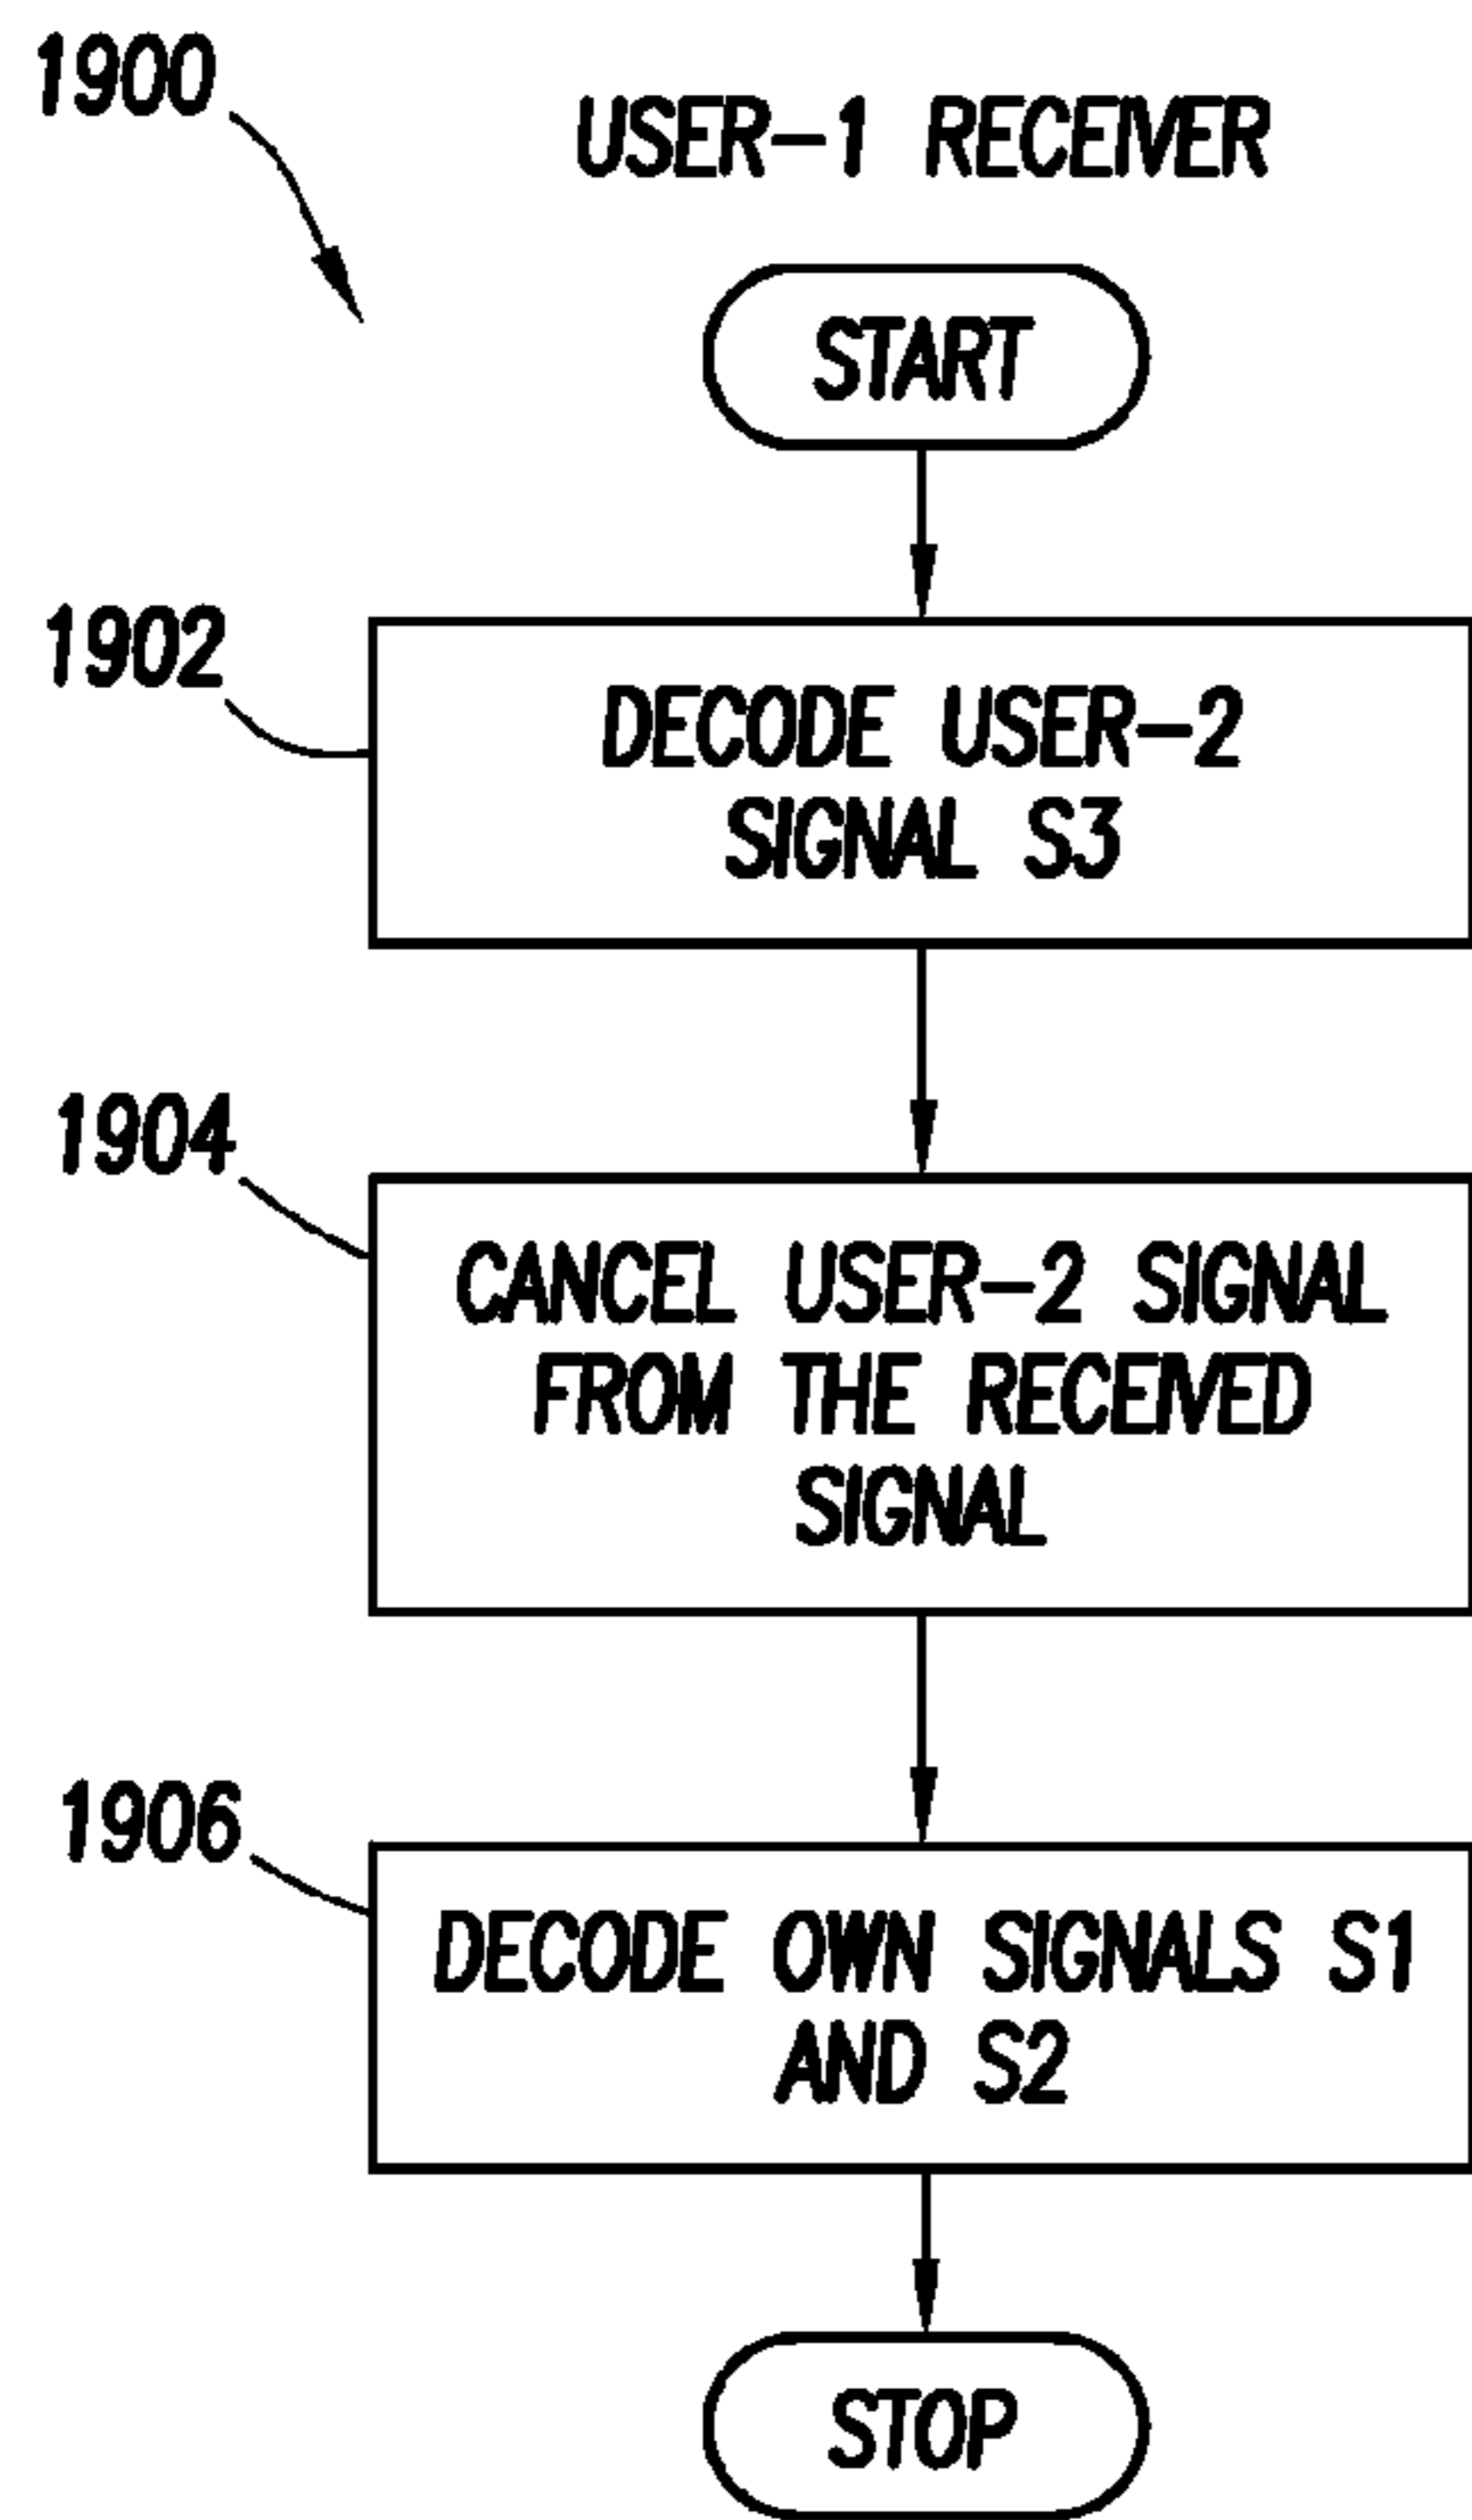 1900
USER-1 RECEIVER
START
1902
DECODE USER-2
SIGNAL S3
1904
CANCEL USER-2 SIGNAL
FROM THE RECEIVED
SIGNAL
1906
DECODE OWN SIGNALS S1
AND S2
STOP